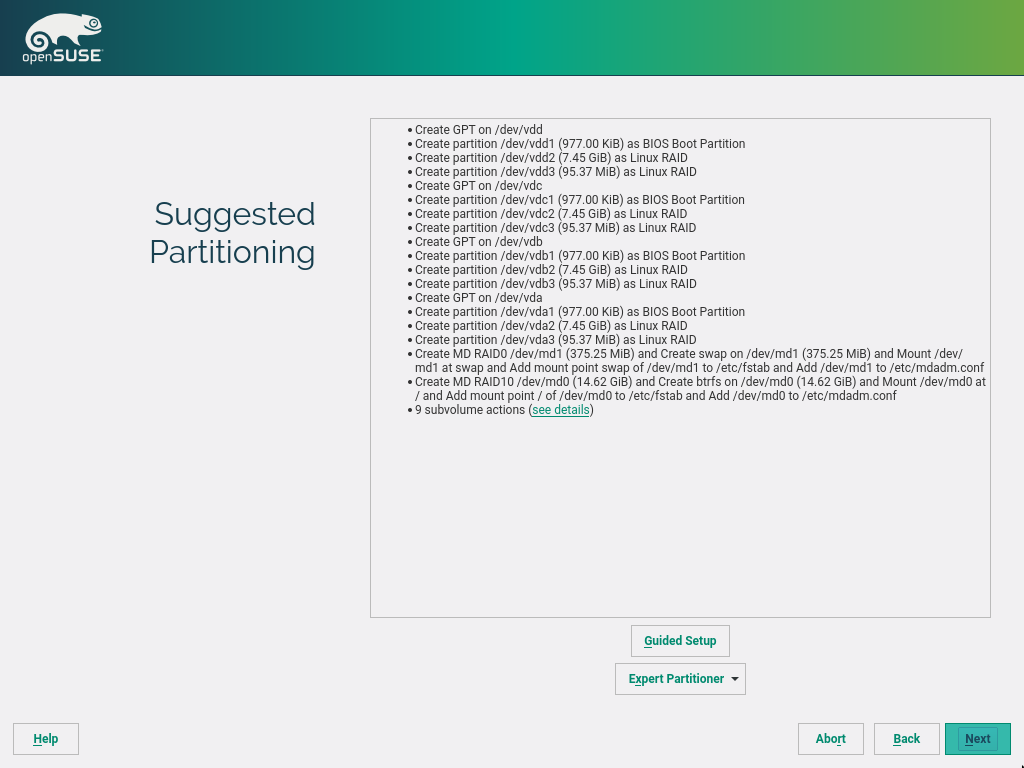 openSUSE
Suggested
Partitioning
• Create GPT on /dev/vdd
• Create partition /dev/vdd1 (977.00 KiB) as BIOS Boot Partition
• Create partition /dev/vdd2 (7.45 GiB) as Linux RAID
• Create partition /dev/vdd3 (95.37 MiB) as Linux RAID
• Create GPT on /dev/vdc
• Create partition /dev/vdc1 (977.00 KiB) as BIOS Boot Partition
• Create partition /dev/vdc2 (7.45 GiB) as Linux RAID
• Create partition /dev/vdc3 (95.37 MiB) as Linux RAID
• Create GPT on /dev/vdb
• Create partition /dev/vdb1 (977.00 KiB) as BIOS Boot Partition
• Create partition /dev/vdb2 (7.45 GiB) as Linux RAID
• Create partition /dev/vdb3 (95.37 MiB) as Linux RAID
• Create GPT on /dev/vda
• Create partition /dev/vda1 (977.00 KiB) as BIOS Boot Partition
• Create partition /dev/vda2 (7.45 GiB) as Linux RAID
• Create partition /dev/vda3 (95.37 MiB) as Linux RAID
• Create MD RAID0 /dev/md1 (375.25 MiB) and Create swap on /dev/md1 (375.25 MiB) and Mount /dev/
md1 at swap and Add mount point swap of /dev/md1 to /etc/fstab and Add /dev/md1 to /etc/mdadm.conf
• Create MD RAID10 /dev/md0 (14.62 GiB) and Create btrfs on /dev/md0 (14.62 GiB) and Mount /dev/md0 at
/ and Add mount point / of /dev/md0 to /etc/fstab and Add /dev/md0 to /etc/mdadm.conf
• 9 subvolume actions (see details)
Guided Setup
Expert Partitioner
Help
Abort
Back
Next